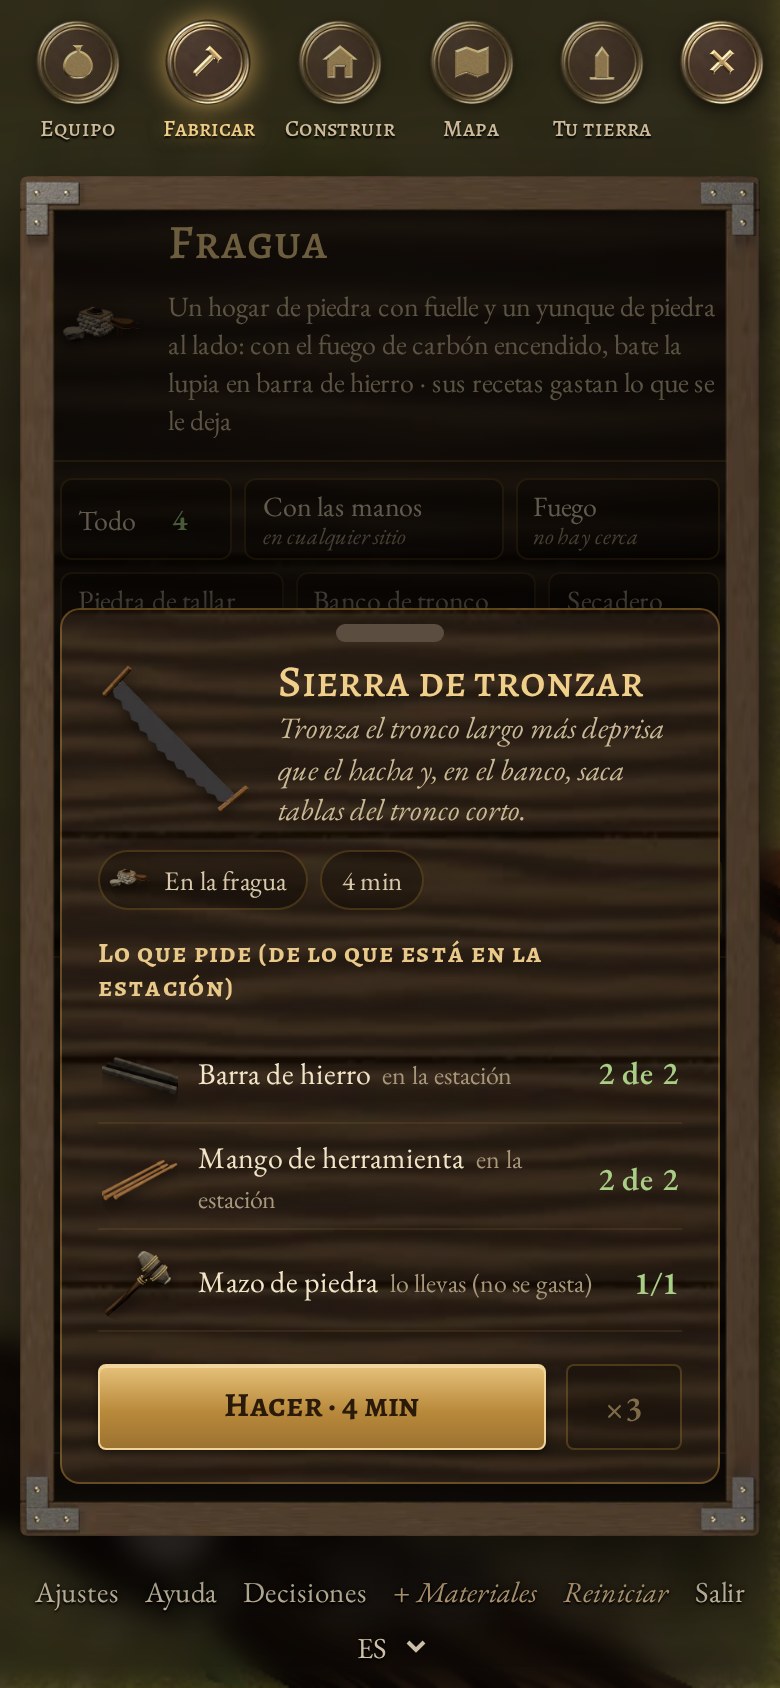 Equipo
Fabricar
Construir
Mapa
Tu tierra
Fragua
Un hogar de piedra con fuelle y un yunque de piedra
al lado: con el fuego de carbón encendido, bate la
lupia en barra de hierro · sus recetas gastan lo que se
le deja
Todo 4
Con las manos
en cualquier sitio
Fuego
no hay cerca
Piedra de tallar
Banco de tronco
Secadero
Sierra de tronzar
Tronza el tronco largo más deprisa
que el hacha y, en el banco, saca
tablas del tronco corto.
En la fragua
4 min
Lo que pide (de lo que está en la
estación)
Barra de hierro en la estación 2 de 2
Mango de herramienta en la
estación
2 de 2
Mazo de piedra lo llevas (no se gasta) 1/1
Hacer · 4 min
×3
Ajustes Ayuda Decisiones + Materiales Reiniciar Salir
ES